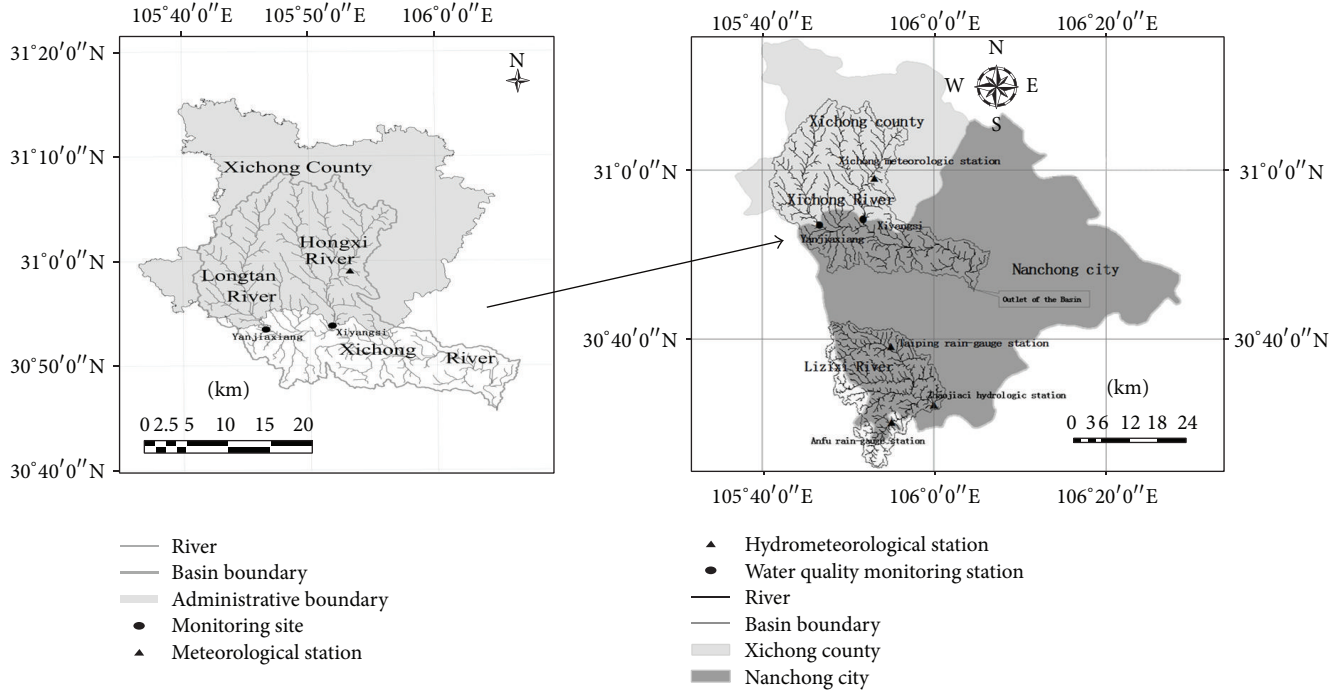 105°40′0″E 105°50′0″E 106°0′0″E
31°20′0″N
31°10′0″N
31°0′0″N
30°50′0″N
30°40′0″N
N
Xichong County
Hongxi
River
Longtan
River
Yanjiaxiang
Xiyangsi
Xichong River
(km)
0 2.5 5 10 15 20
River
Basin boundary
Administrative boundary
Monitoring site
Meteorological station
105°40′0″E 106°0′0″E 106°20′0″E
N
W E
S
31°0′0″N 31°0′0″N
30°40′0″N 30°40′0″N
Xichong county
Xichong meteorologic station
Xichong River
Xiyangsi
Yanjiaxiang
Nanchong city
Outlet of the Basin
Taiping rain-gauge station
Lizixi River
hydrologic station
Anfu rain-gauge station
(km)
0 3 6 12 18 24
105°40′0″E 106°0′0″E 106°20′0″E
Hydrometeorological station
Water quality monitoring station
River
Basin boundary
Xichong county
Nanchong city